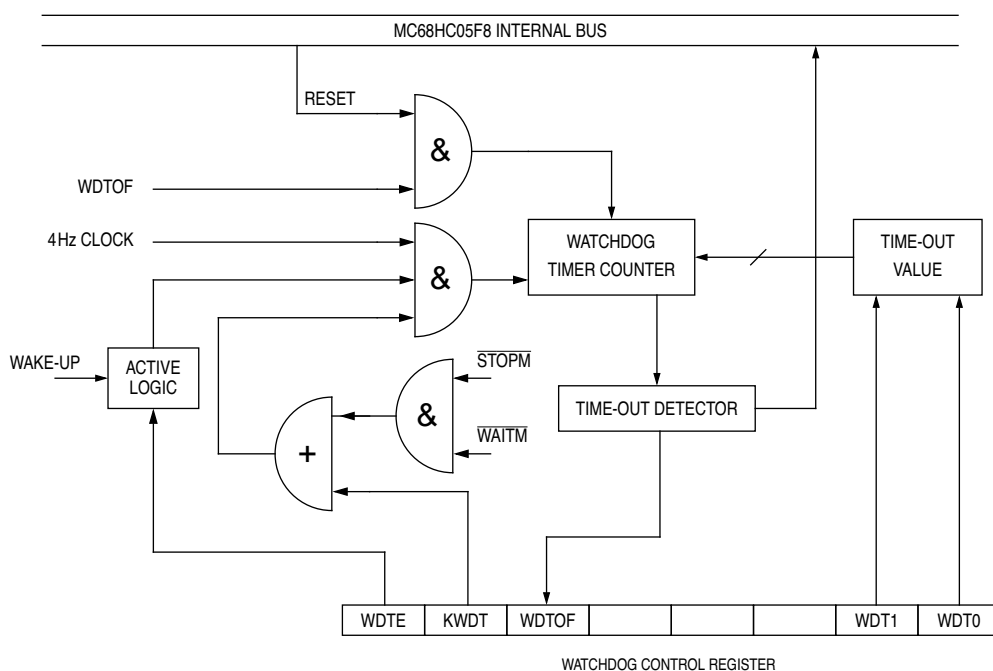 MC68HC05F8 INTERNAL BUS
RESET
&
WDTOF
4Hz CLOCK
&
WATCHDOG
TIMER COUNTER
TIME-OUT
VALUE
WAKE-UP
ACTIVE
LOGIC
STOPM
&
WAITM
+
TIME-OUT DETECTOR
WDTE KWDT WDTOF WDT1 WDT0
WATCHDOG CONTROL REGISTER